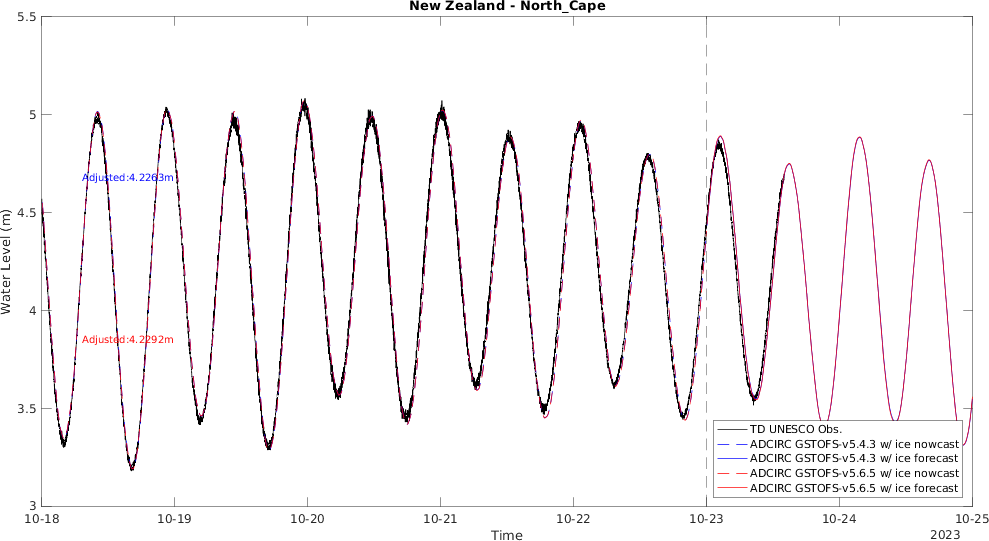 New Zealand - North_Cape
5.5
5
4.5
4
3.5
3
Water Level (m)
Adjusted:4.2263m
Adjusted:4.2292m
TD UNESCO Obs.
ADCIRC GSTOFS-v5.4.3 w/ ice nowcast
ADCIRC GSTOFS-v5.4.3 w/ ice forecast
ADCIRC GSTOFS-v5.6.5 w/ ice nowcast
ADCIRC GSTOFS-v5.6.5 w/ ice forecast
10-18 10-19 10-20 10-21 10-22 10-23 10-24 10-25
Time
2023